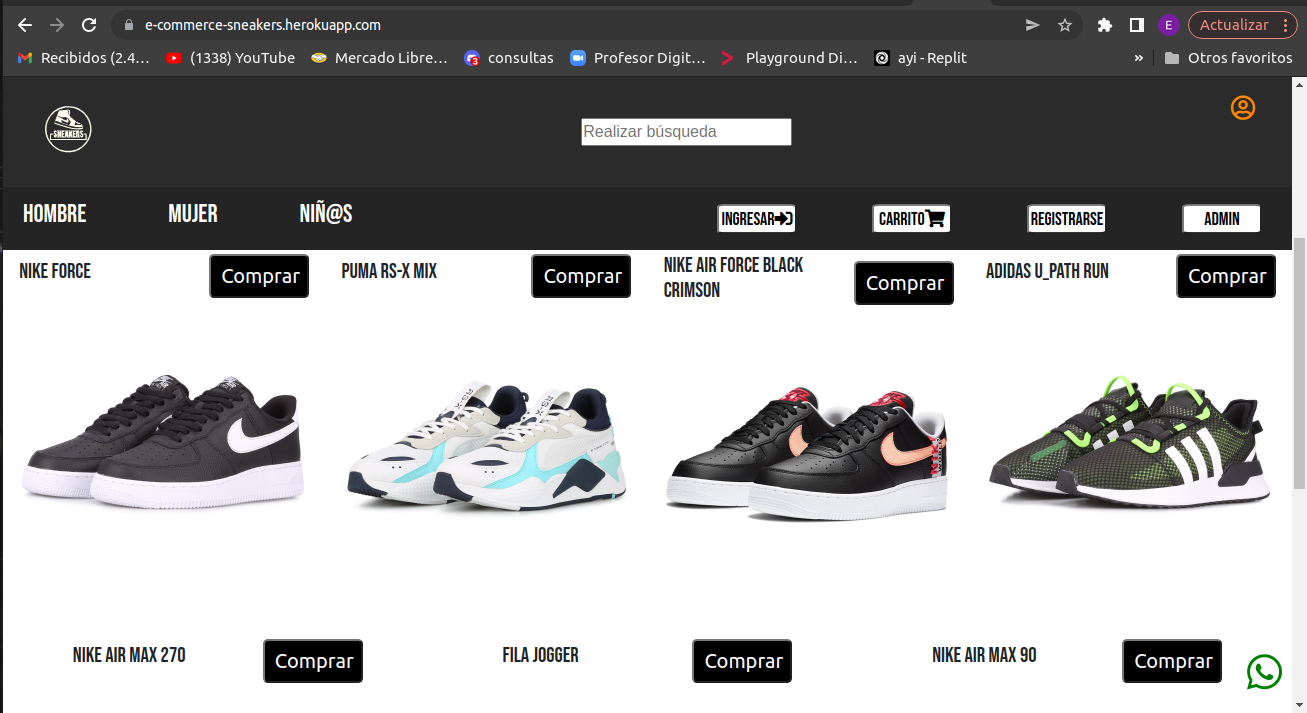 e-commerce-sneakers.herokuapp.com
E
Actualizar
Recibidos (2.4...
(1338) YouTube
Mercado Libre...
3
consultas
Profesor Digit...
Playground Di...
ayi - Replit
»
Otros favoritos
SNEAKERS
Realizar búsqueda
HOMBRE
MUJER
NIÑ@S
INGRESAR
CARRITO
REGISTRARSE
ADMIN
NIKE FORCE
Comprar
PUMA RS-X MIX
Comprar
NIKE AIR FORCE BLACK
CRIMSON
Comprar
ADIDAS U_PATH RUN
Comprar
RS-X
NIKE AIR MAX 270
Comprar
FILA JOGGER
Comprar
NIKE AIR MAX 90
Comprar